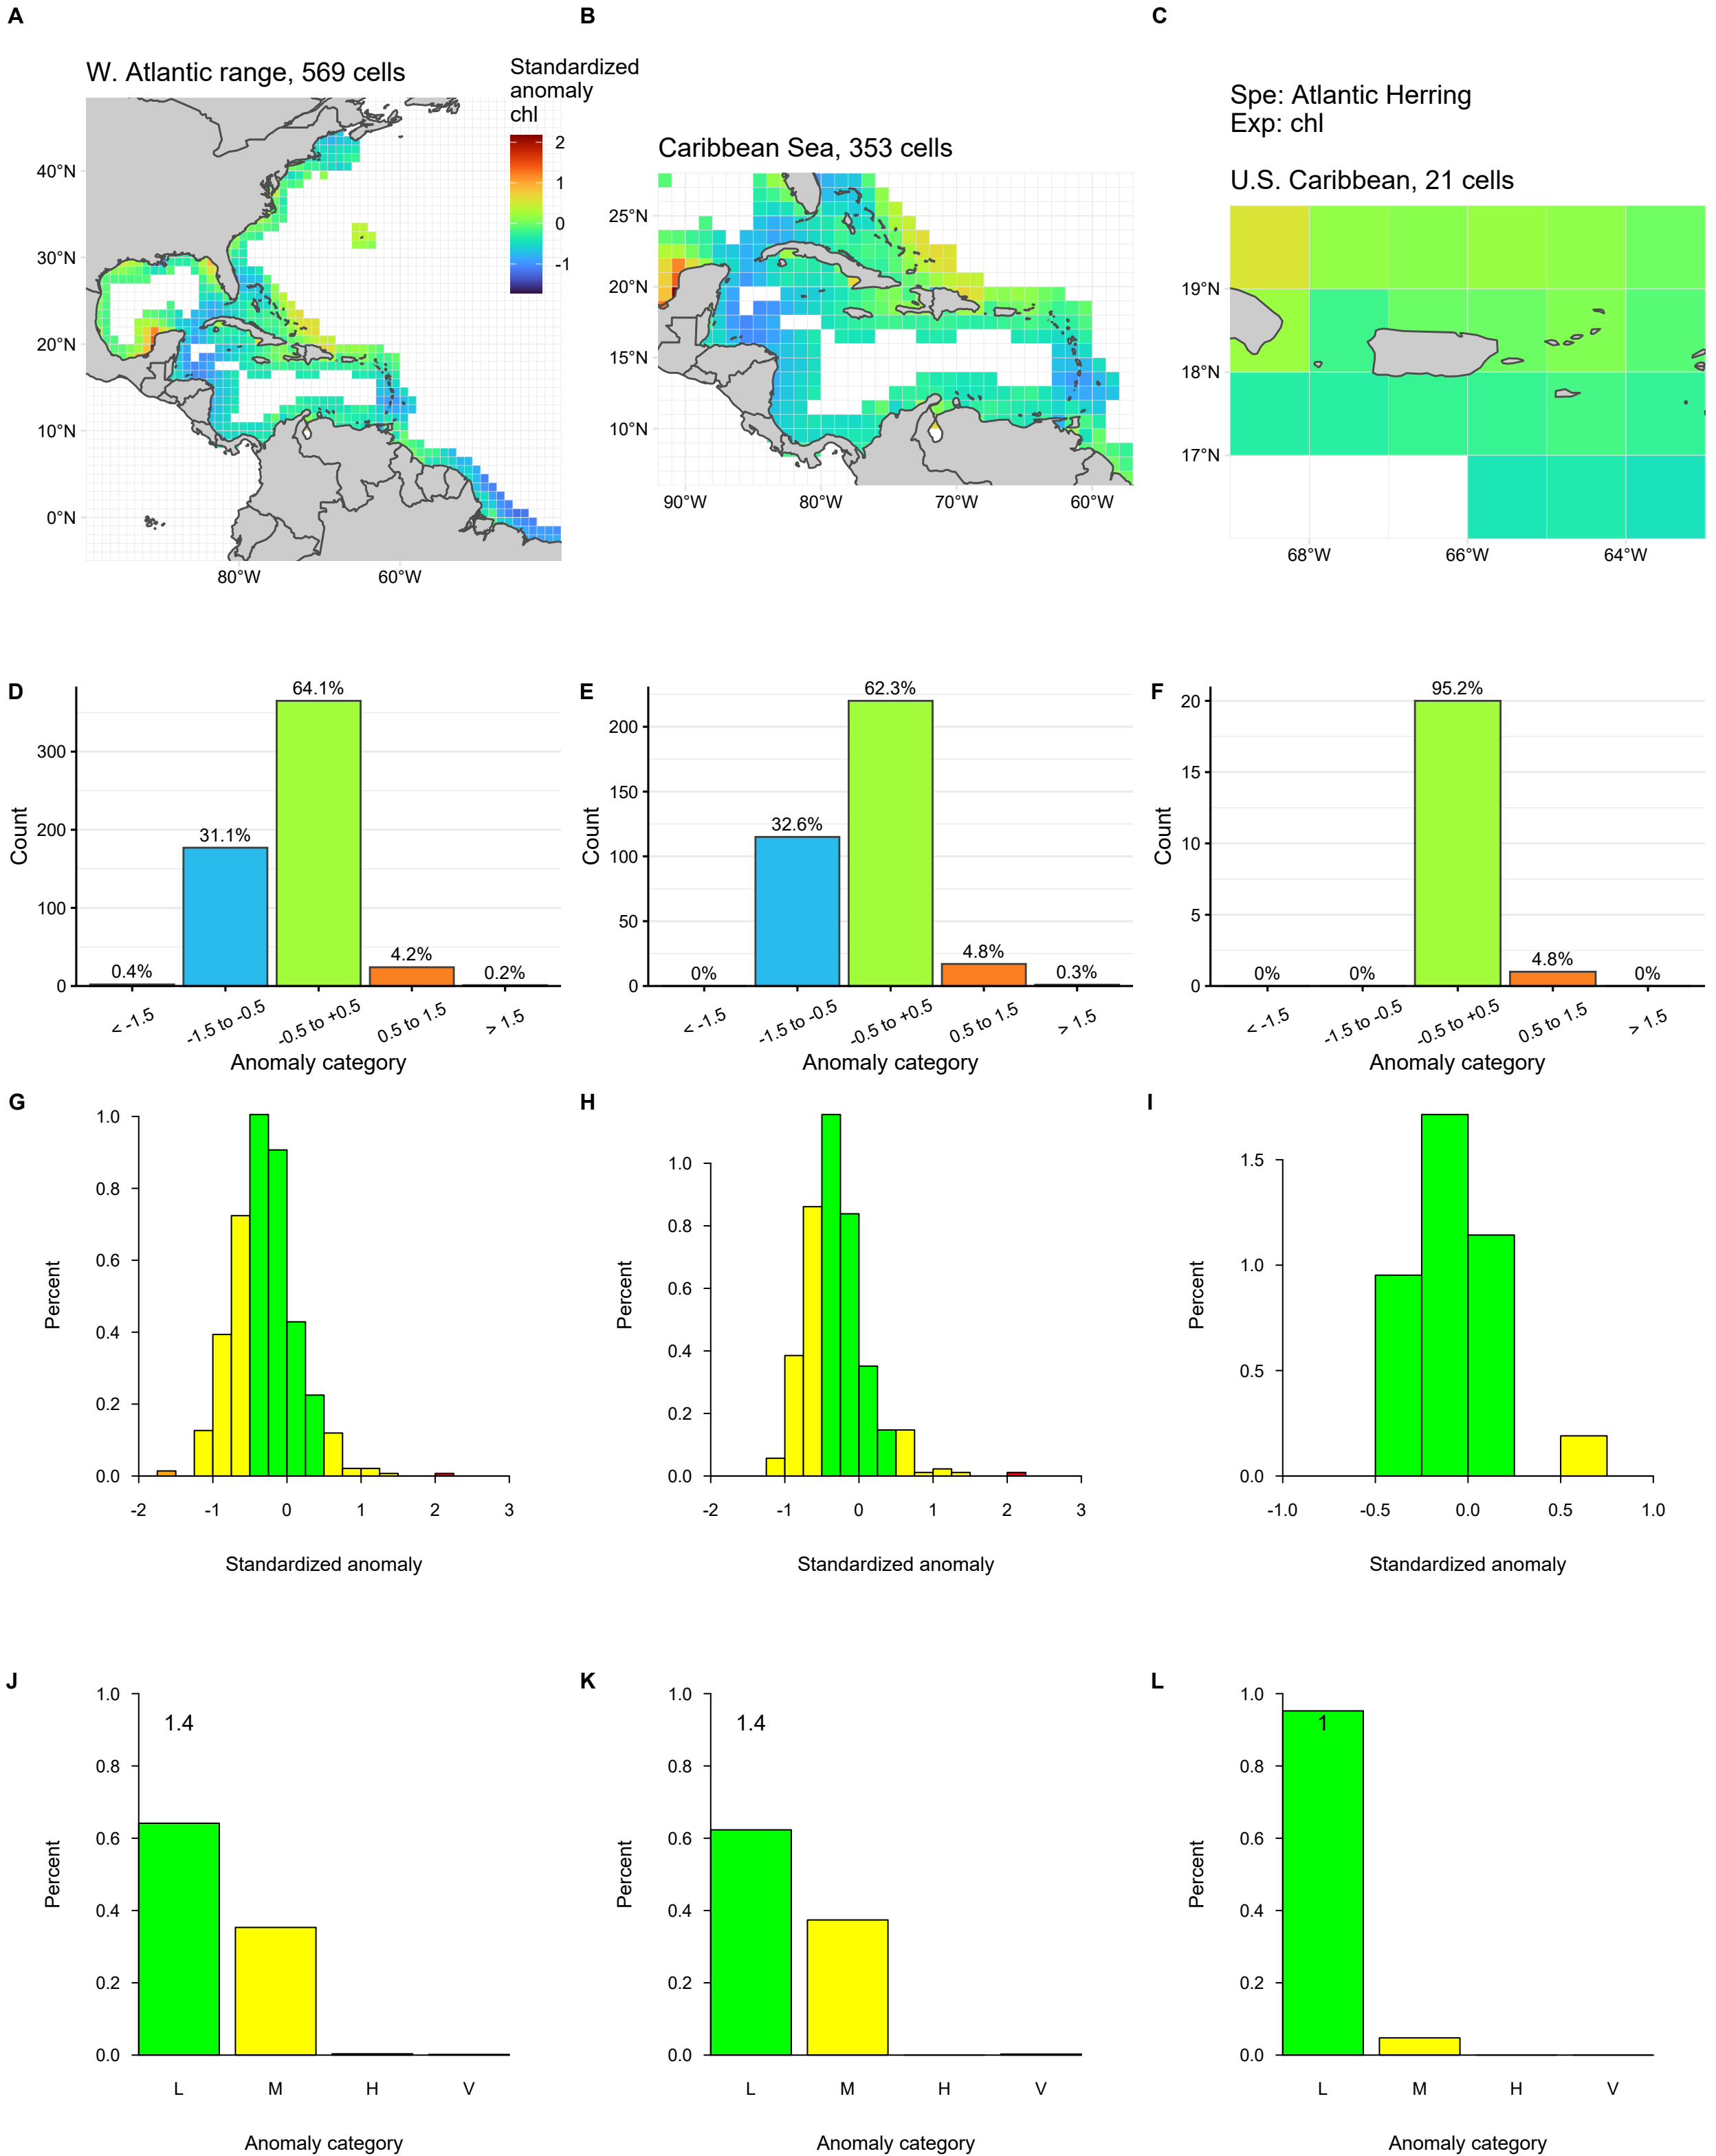 A
B
C
W. Atlantic range, 569 cells
Standardized
anomaly
chl
2
1
0
-1
40°N
30°N
20°N
10°N
0°N
80°W
60°W
Caribbean Sea, 353 cells
25°N
20°N
15°N
10°N
90°W
80°W
70°W
60°W
Spe: Atlantic Herring
Exp: chl
U.S. Caribbean, 21 cells
19°N
18°N
17°N
68°W
66°W
64°W
D
Count
300
200
100
0
0.4%
31.1%
64.1%
4.2%
0.2%
< -1.5
-1.5 to -0.5
-0.5 to +0.5
0.5 to 1.5
> 1.5
Anomaly category
E
Count
200
150
100
50
0
0%
32.6%
62.3%
4.8%
0.3%
< -1.5
-1.5 to -0.5
-0.5 to +0.5
0.5 to 1.5
> 1.5
Anomaly category
F
Count
20
15
10
5
0
0%
0%
95.2%
4.8%
0%
< -1.5
-1.5 to -0.5
-0.5 to +0.5
0.5 to 1.5
> 1.5
Anomaly category
G
Percent
1.0
0.8
0.6
0.4
0.2
0.0
-2
-1
0
1
2
3
Standardized anomaly
H
Percent
1.0
0.8
0.6
0.4
0.2
0.0
-2
-1
0
1
2
3
Standardized anomaly
I
Percent
1.5
1.0
0.5
0.0
-1.0
-0.5
0.0
0.5
1.0
Standardized anomaly
J
Percent
1.0
0.8
0.6
0.4
0.2
0.0
1.4
L
M
H
V
Anomaly category
K
Percent
1.0
0.8
0.6
0.4
0.2
0.0
1.4
L
M
H
V
Anomaly category
L
Percent
1.0
0.8
0.6
0.4
0.2
0.0
1
L
M
H
V
Anomaly category